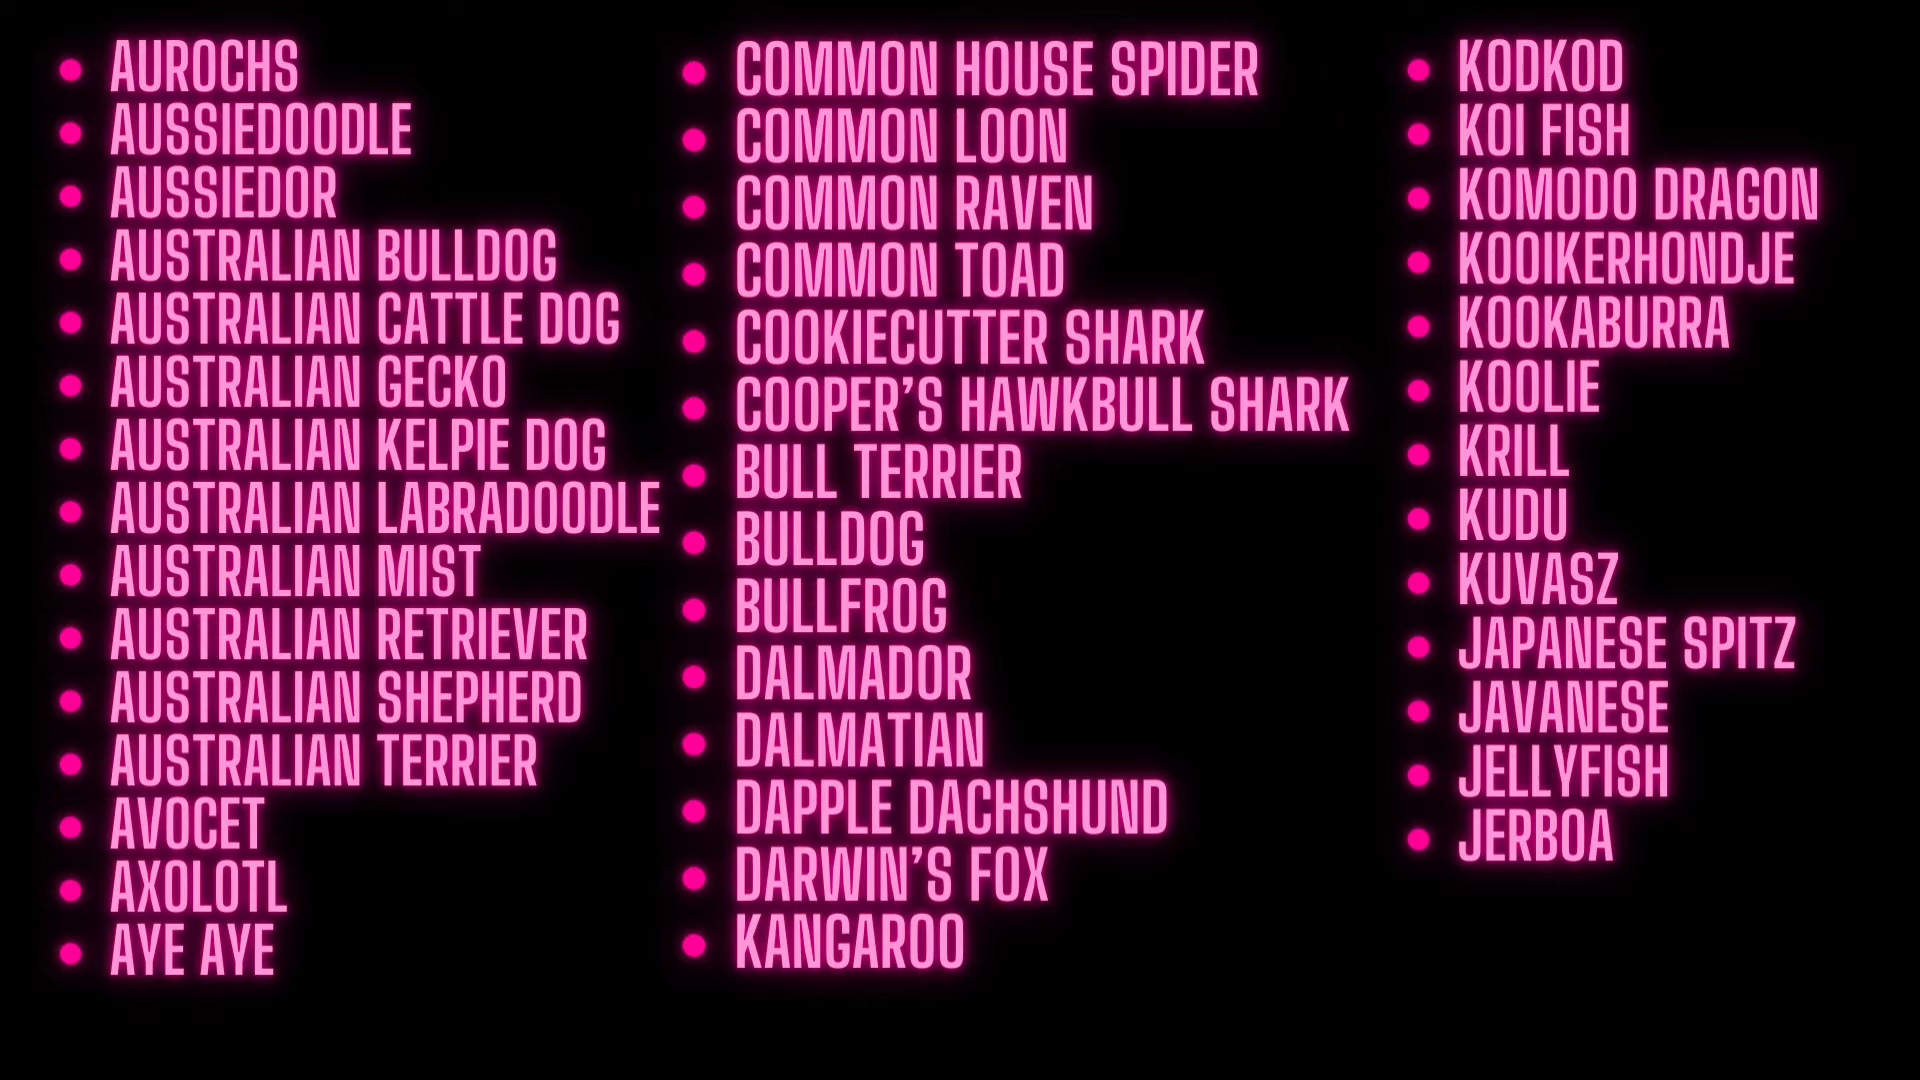 AUROCHS
AUSSIEDOODLE
AUSSIEDOR
AUSTRALIAN BULLDOG
AUSTRALIAN CATTLE DOG
AUSTRALIAN GECKO
AUSTRALIAN KELPIE DOG
AUSTRALIAN LABRADOODLE
AUSTRALIAN MIST
AUSTRALIAN RETRIEVER
AUSTRALIAN SHEPHERD
AUSTRALIAN TERRIER
AVOCET
AXOLOTL
AYE AYE
COMMON HOUSE SPIDER
COMMON LOON
COMMON RAVEN
COMMON TOAD
COOKIECUTTER SHARK
COOPER’S HAWKBULL SHARK
BULL TERRIER
BULLDOG
BULLFROG
DALMADOR
DALMATIAN
DAPPLE DACHSHUND
DARWIN’S FOX
KANGAROO
KODKOD
KOI FISH
KOMODO DRAGON
KOOIKERHONDJE
KOOKABURRA
KOOLIE
KRILL
KUDU
KUVASZ
JAPANESE SPITZ
JAVANESE
JELLYFISH
JERBOA